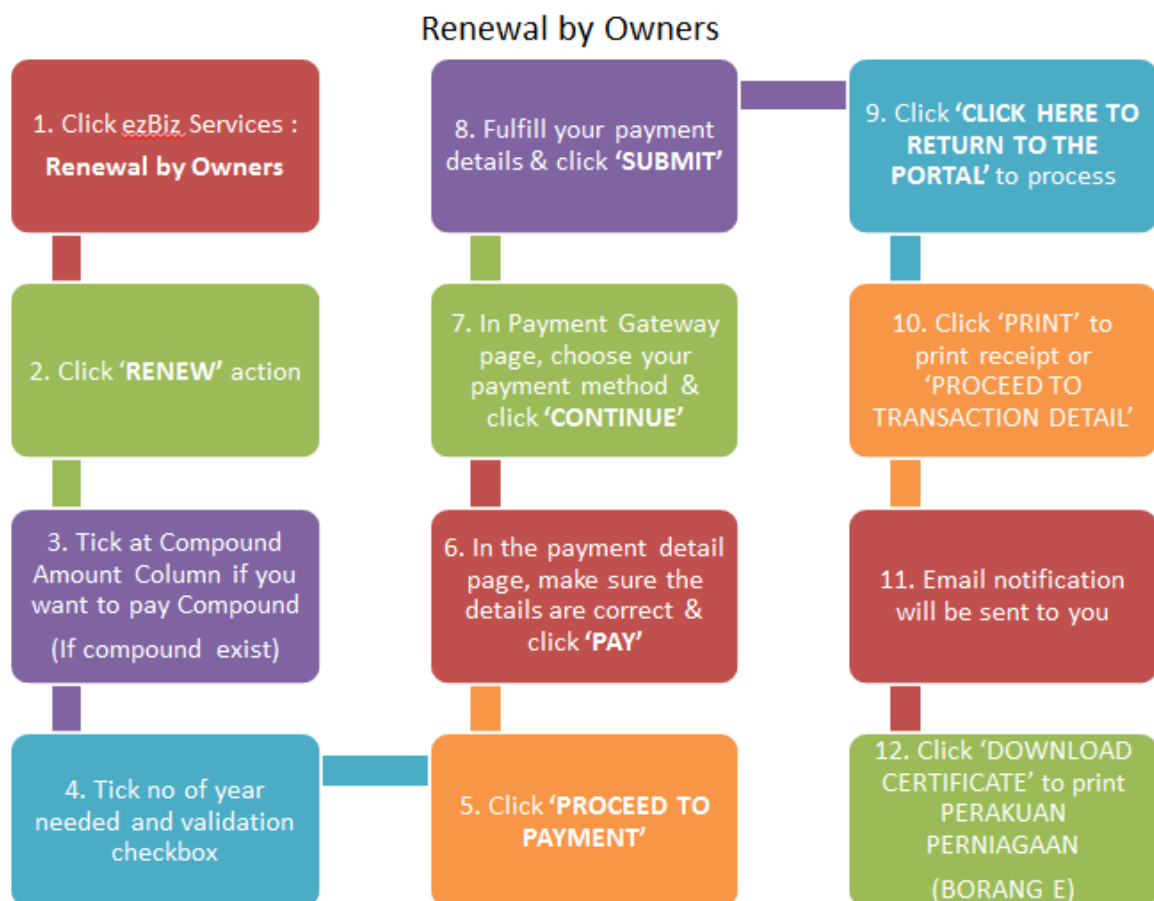 Renewal by Owners
1. Click ezBiz Services :
Renewal by Owners
2. Click ‘RENEW’ action
3. Tick at Compound
Amount Column if you
want to pay Compound
(If compound exist)
4. Tick no of year
needed and validation
checkbox
5. Click ‘PROCEED TO
PAYMENT’
6. In the payment detail
page, make sure the
details are correct &
click ‘PAY’
7. In Payment Gateway
page, choose your
payment method &
click ‘CONTINUE’
8. Fulfill your payment
details & click ‘SUBMIT’
9. Click ‘CLICK HERE TO
RETURN TO THE
PORTAL’ to process
10. Click ‘PRINT’ to
print receipt or
‘PROCEED TO
TRANSACTION DETAIL’
11. Email notification
will be sent to you
12. Click ‘DOWNLOAD
CERTIFICATE’ to print
PERAKUAN
PERNIAGAAN
(BORANG E)